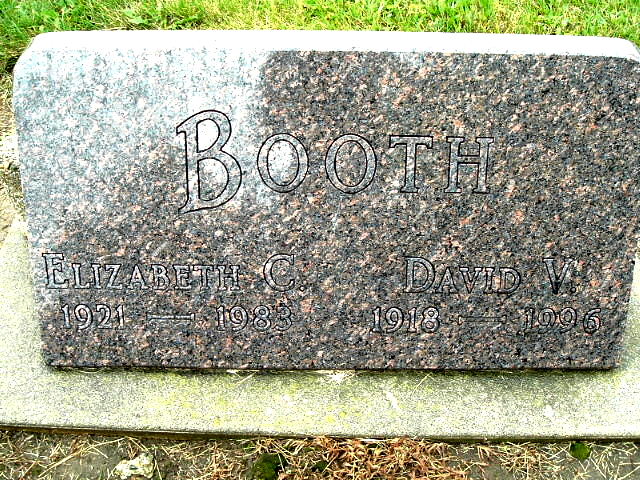 BOOTH
ELIZABETH C. DAVID V.
1921 — 1983 1918 — 1996